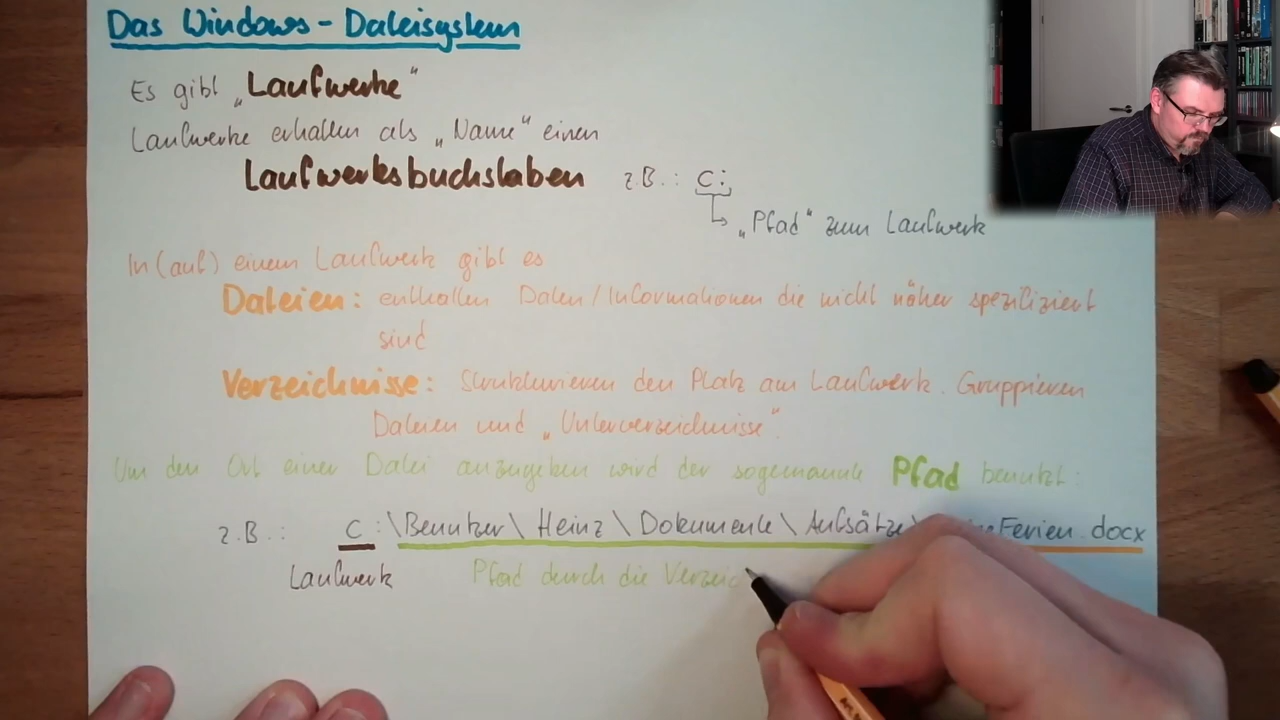 Das Windows-Dateisystem
Es gibt „Laufwerke“
Laufwerke erhalten als „Name“ einen
Laufwerksbuchstaben z.B.: C:
„Pfad“ zum Laufwerk
In (auf) einem Laufwerk gibt es
Dateien: enthalten Daten/Informationen die nicht näher spezifiziert
sind
Verzeichnisse: Strukturieren den Platz am Laufwerk. Gruppieren
Dateien und „Unterverzeichnisse“.
Um den Ort einer Datei anzugeben wird der sogenannte Pfad benutzt:
z.B.: C:\Benutzer\Heinz\Dokumente\Aufsätze\ Ferien.docx
Laufwerk Pfad durch die Verzeic